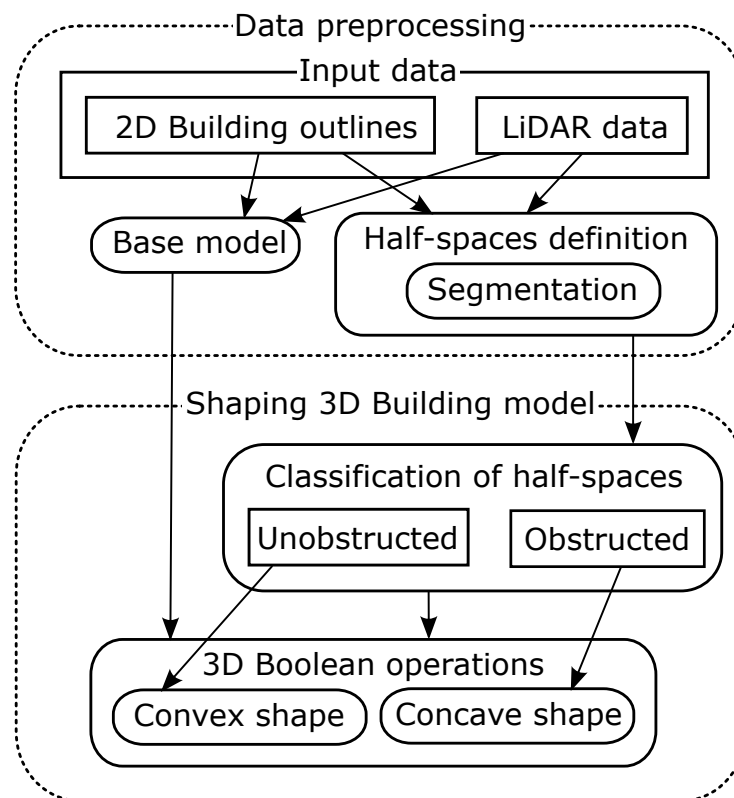 Data preprocessing
Input data
2D Building outlines
LiDAR data
Base model
Half-spaces definition
Segmentation
Shaping 3D Building model
Classification of half-spaces
Unobstructed
Obstructed
3D Boolean operations
Convex shape
Concave shape